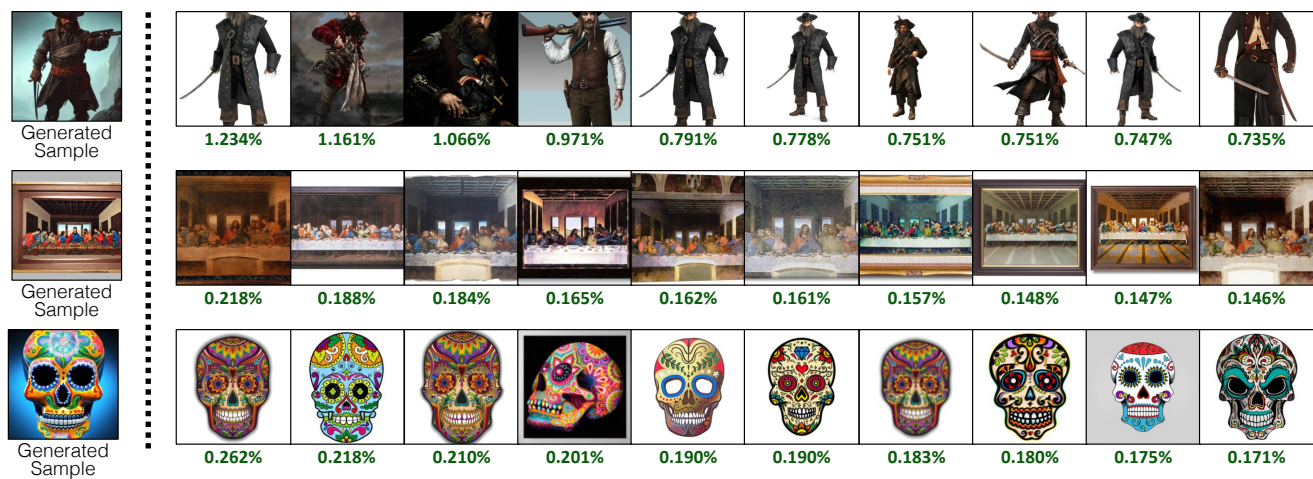 Generated
Sample
1.234% 1.161% 1.066% 0.971% 0.791% 0.778% 0.751% 0.751% 0.747% 0.735%
Generated
Sample
0.218% 0.188% 0.184% 0.165% 0.162% 0.161% 0.157% 0.148% 0.147% 0.146%
Generated
Sample
0.262% 0.218% 0.210% 0.201% 0.190% 0.190% 0.183% 0.180% 0.175% 0.171%